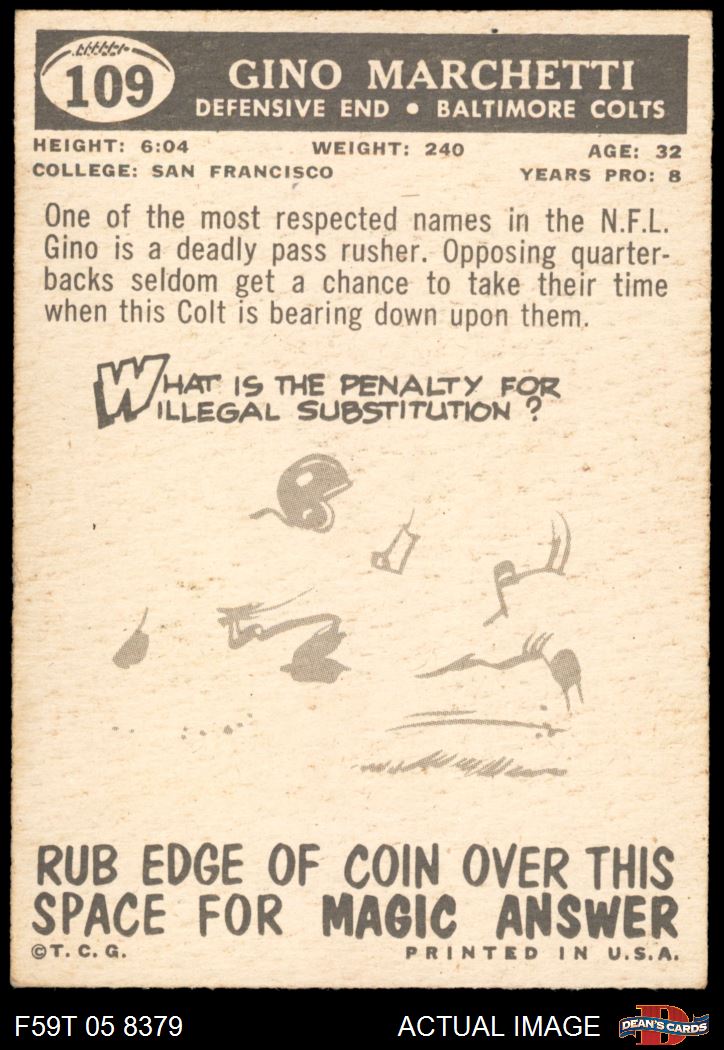 109
GINO MARCHETTI
DEFENSIVE END • BALTIMORE COLTS
HEIGHT: 6:04 WEIGHT: 240 AGE: 32
COLLEGE: SAN FRANCISCO YEARS PRO: 8
One of the most respected names in the N.F.L.
Gino is a deadly pass rusher. Opposing quarter-
backs seldom get a chance to take their time
when this Colt is bearing down upon them.
WHAT IS THE PENALTY FOR
ILLEGAL SUBSTITUTION?
RUB EDGE OF COIN OVER THIS
SPACE FOR MAGIC ANSWER
©T. C. G. PRINTED IN U.S.A.
F59T 05 8379 ACTUAL IMAGE DEAN'S CARDS